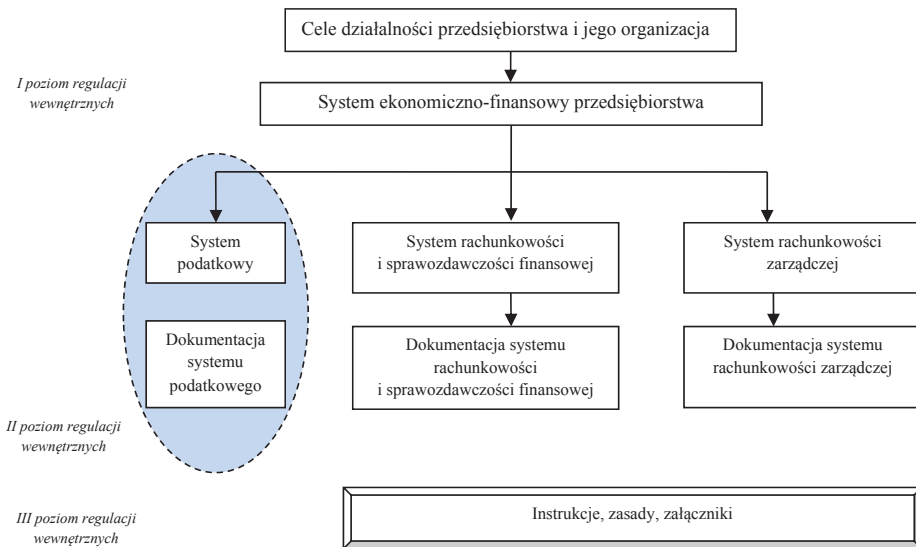 Cele działalności przedsiębiorstwa i jego organizacja
I poziom regulacji
wewnętrznych
System ekonomiczno-finansowy przedsiębiorstwa
System
podatkowy
System rachunkowości
i sprawozdawczości finansowej
System rachunkowości
zarządczej
Dokumentacja
systemu
podatkowego
Dokumentacja systemu
rachunkowości
i sprawozdawczości finansowej
Dokumentacja systemu
rachunkowości zarządczej
II poziom regulacji
wewnętrznych
III poziom regulacji
wewnętrznych
Instrukcje, zasady, załączniki